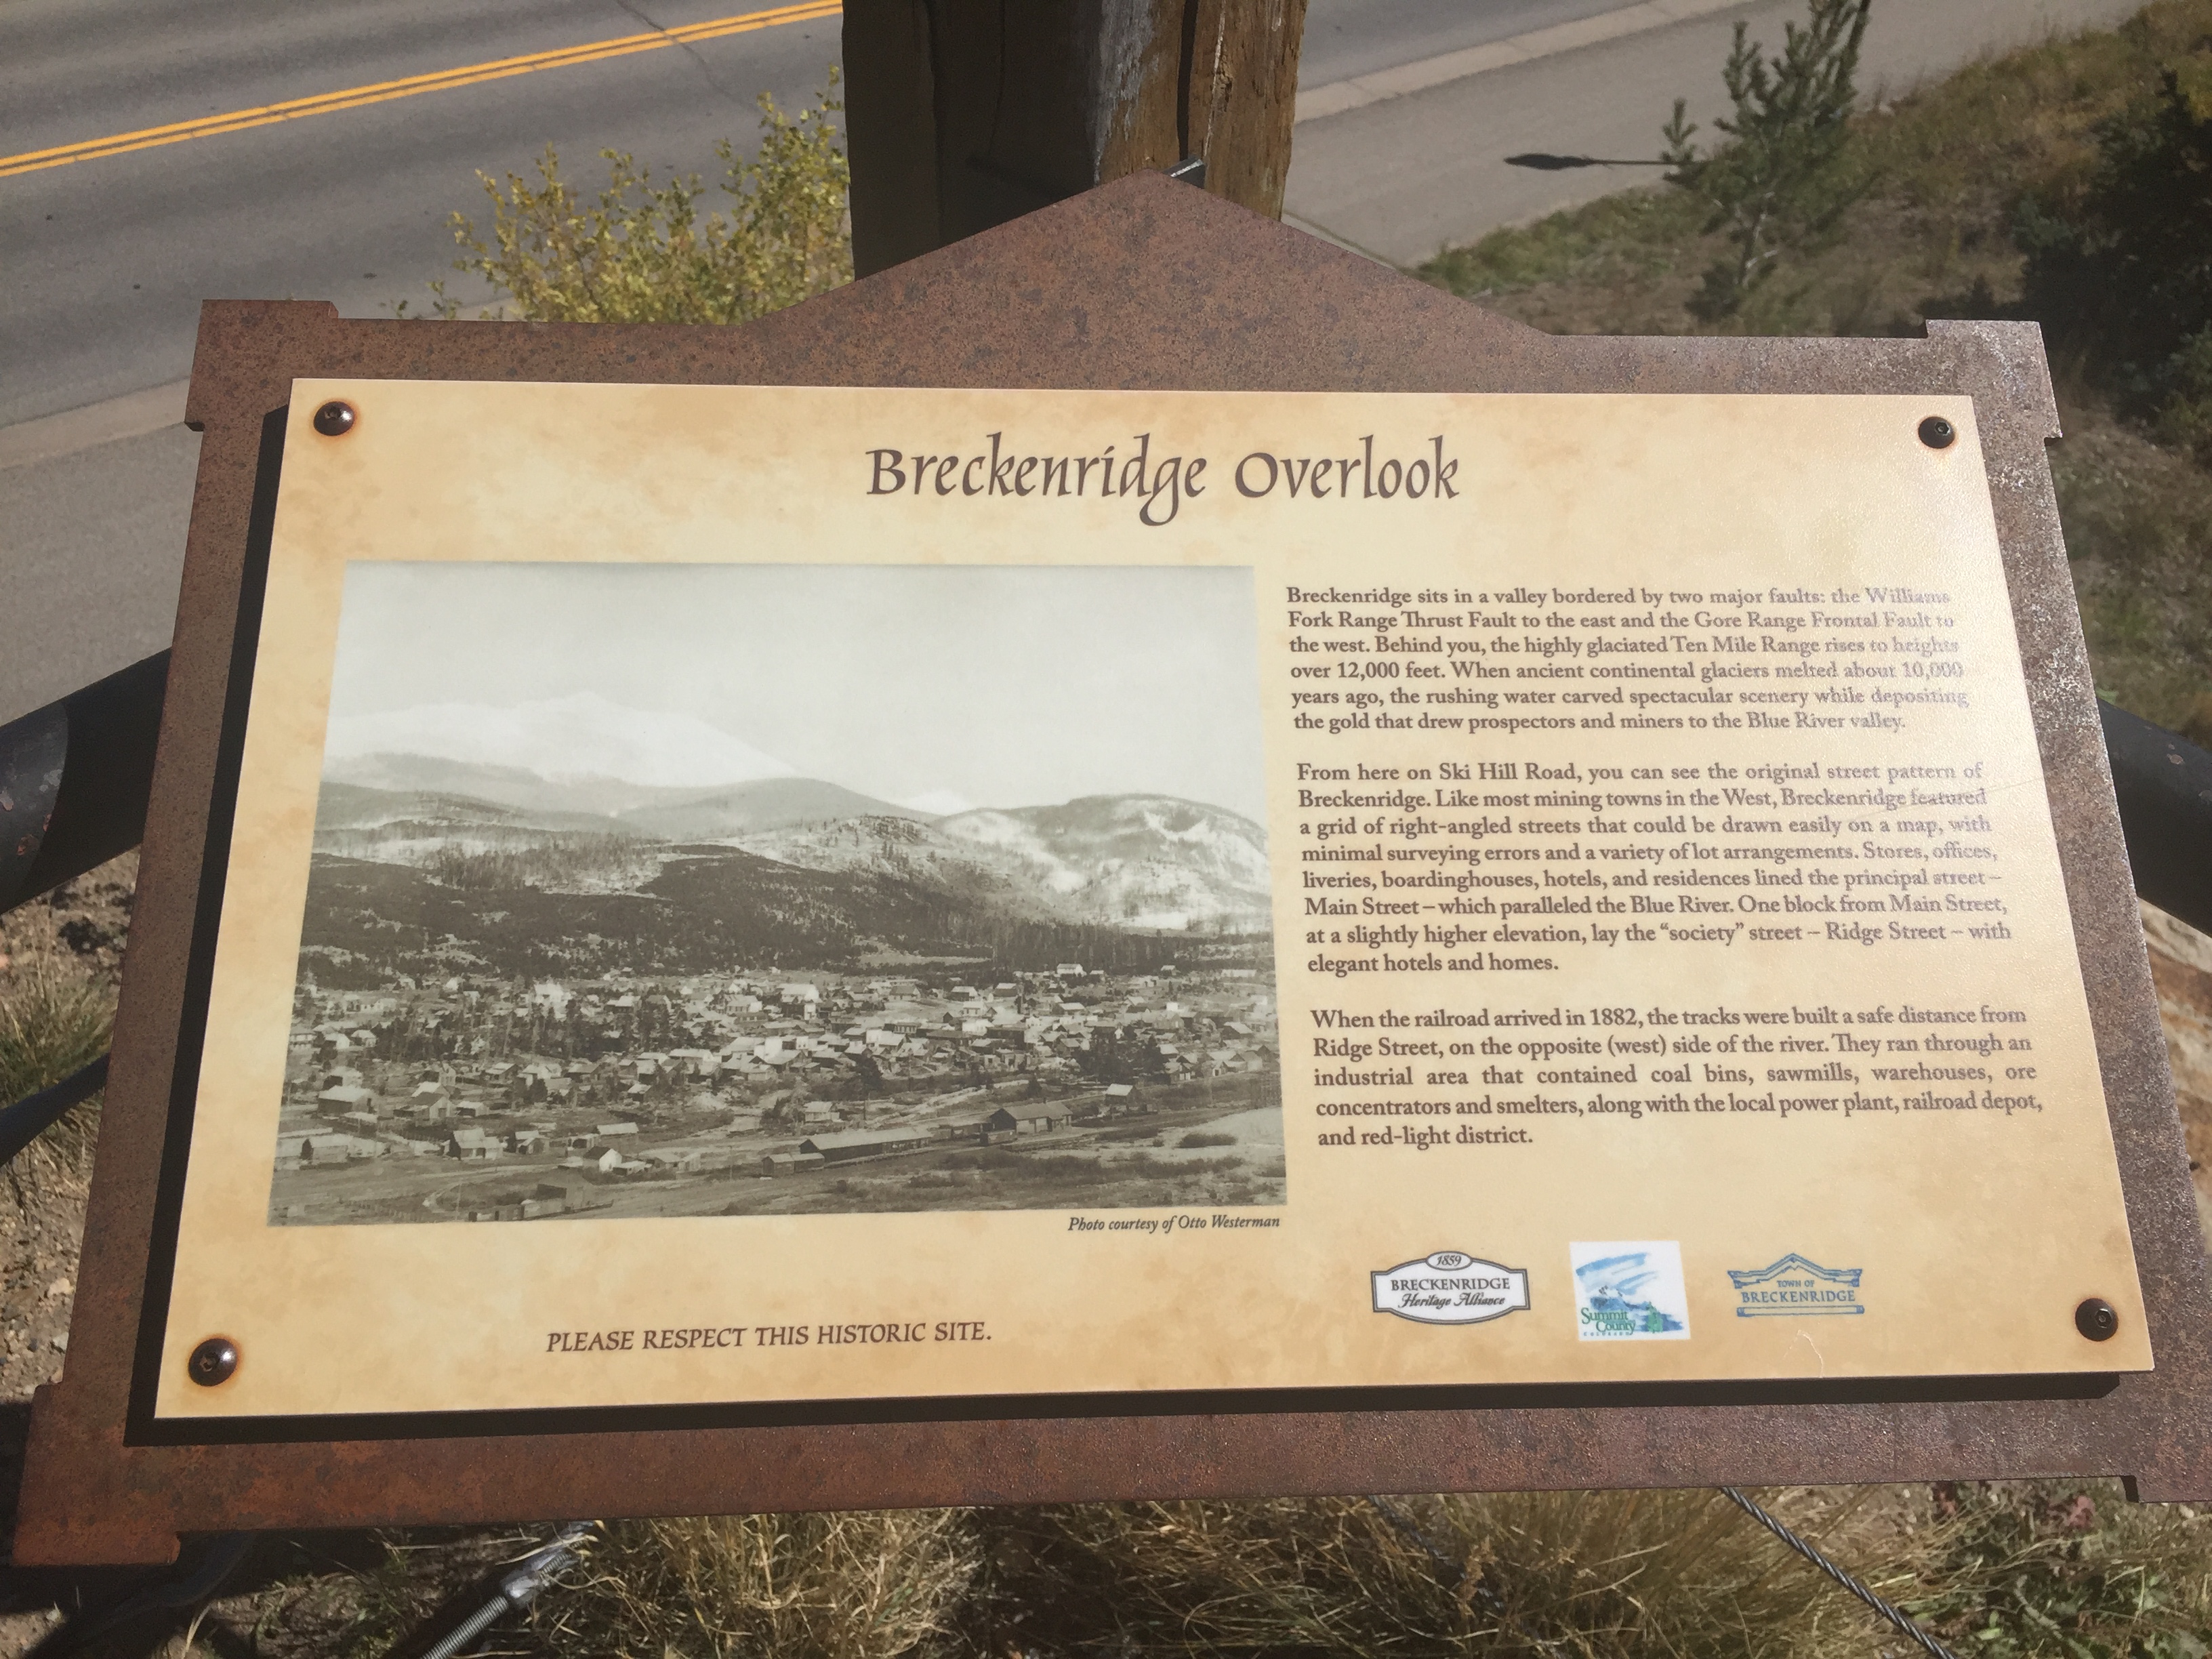 Breckenridge Overlook
Breckenridge sits in a valley bordered by two major faults: the Williams
Fork Range Thrust Fault to the east and the Gore Range Frontal Fault to
the west. Behind you, the highly glaciated Ten Mile Range rises to heights
over 12,000 feet. When ancient continental glaciers melted about 10,000
years ago, the rushing water carved spectacular scenery while depositing
the gold that drew prospectors and miners to the Blue River valley.
From here on Ski Hill Road, you can see the original street pattern of
Breckenridge. Like most mining towns in the West, Breckenridge featured
a grid of right-angled streets that could be drawn easily on a map, with
minimal surveying errors and a variety of lot arrangements. Stores, offices,
liveries, boardinghouses, hotels, and residences lined the principal street –
Main Street – which paralleled the Blue River. One block from Main Street,
at a slightly higher elevation, lay the “society” street – Ridge Street – with
elegant hotels and homes.
When the railroad arrived in 1882, the tracks were built a safe distance from
Ridge Street, on the opposite (west) side of the river. They ran through an
industrial area that contained coal bins, sawmills, warehouses, ore
concentrators and smelters, along with the local power plant, railroad depot,
and red-light district.
Photo courtesy of Otto Westerman
PLEASE RESPECT THIS HISTORIC SITE.
1859
BRECKENRIDGE
Heritage Alliance
Summit
County
COLORADO
TOWN OF
BRECKENRIDGE